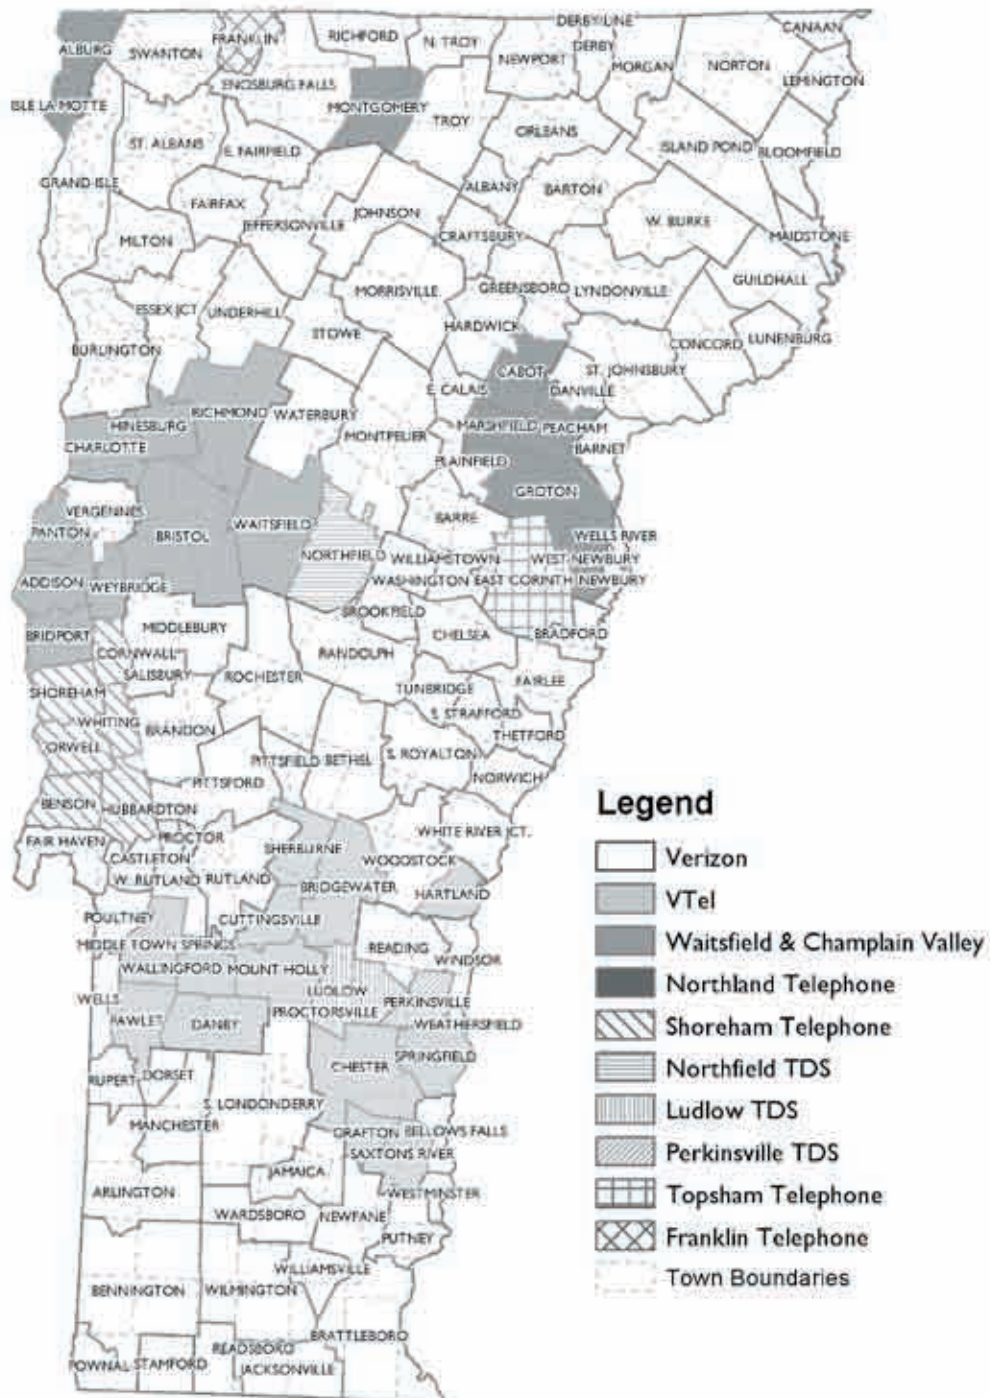 DERBY LINE
CANAAN
ALBURG
SWANTON
FRANKLIN
RICHFORD
N. TROY
DERBY
NEWPORT
MORGAN
NORTON
LEMINGTON
ENOSBURG FALLS
ISLE LA MOTTE
MONTGOMERY
TROY
ORLEANS
ST. ALBANS
E. FAIRFIELD
ISLAND POND
BLOOMFIELD
GRAND ISLE
ALBANY
BARTON
FAIRFAX
JEFFERSONVILLE
JOHNSON
W. BURKE
MILTON
CRAFTSBURY
MAIDSTONE
GUILDHALL
MORRISVILLE
GREENSBORO
LYNDONVILLE
ESSEX JCT
UNDERHILL
STOWE
HARDWICK
CONCORD
LUNENBURG
BURLINGTON
CABOT
ST. JOHNSBURY
E. CALAIS
DANVILLE
RICHMOND
WATERBURY
HINESBURG
MARSHFIELD
PEACHAM
CHARLOTTE
MONTPELIER
BARNET
PLAINFIELD
GROTON
VERGENNES
BARRE
PANTON
BRISTOL
WAITSFIELD
WELLS RIVER
NORTHFIELD
WILLIAMSTOWN
WEST NEWBURY
ADDISON
WEYBRIDGE
WASHINGTON
EAST CORINTH
NEWBURY
BROOKFIELD
BRIDPORT
MIDDLEBURY
CHELSEA
BRADFORD
CORNWALL
RANDOLPH
SALISBURY
ROCHESTER
FAIRLEE
SHOREHAM
TUNBRIDGE
S. STRAFFORD
WHITING
BRANDON
THETFORD
ORWELL
PITTSFIELD
BETHEL
S. ROYALTON
PITTSFORD
NORWICH
BENSON
HUBBARDTON
WHITE RIVER JCT.
FAIR HAVEN
PROCTOR
SHERBURNE
CASTLETON
WOODSTOCK
W. RUTLAND
RUTLAND
BRIDGEWATER
HARTLAND
POULTNEY
CUTTINGSVILLE
MIDDLE TOWN SPRINGS
READING
WINDSOR
WALLINGFORD
MOUNT HOLLY
LUDLOW
WELLS
PROCTORSVILLE
PERKINSVILLE
PAWLET
DANBY
WEATHERSFIELD
SPRINGFIELD
CHESTER
RUPERT
DORSET
S. LONDONDERRY
MANCHESTER
GRAFTON
BELLOWS FALLS
SAXTONS RIVER
JAMAICA
ARLINGTON
WESTMINSTER
WARDSBORO
NEWFANE
PUTNEY
WILLIAMSVILLE
BENNINGTON
WILMINGTON
BRATTLEBORO
READSBORO
POWNAL
STAMFORD
JACKSONVILLE
Legend
Verizon
VTel
Waitsfield & Champlain Valley
Northland Telephone
Shoreham Telephone
Northfield TDS
Ludlow TDS
Perkinsville TDS
Topsham Telephone
Franklin Telephone
Town Boundaries